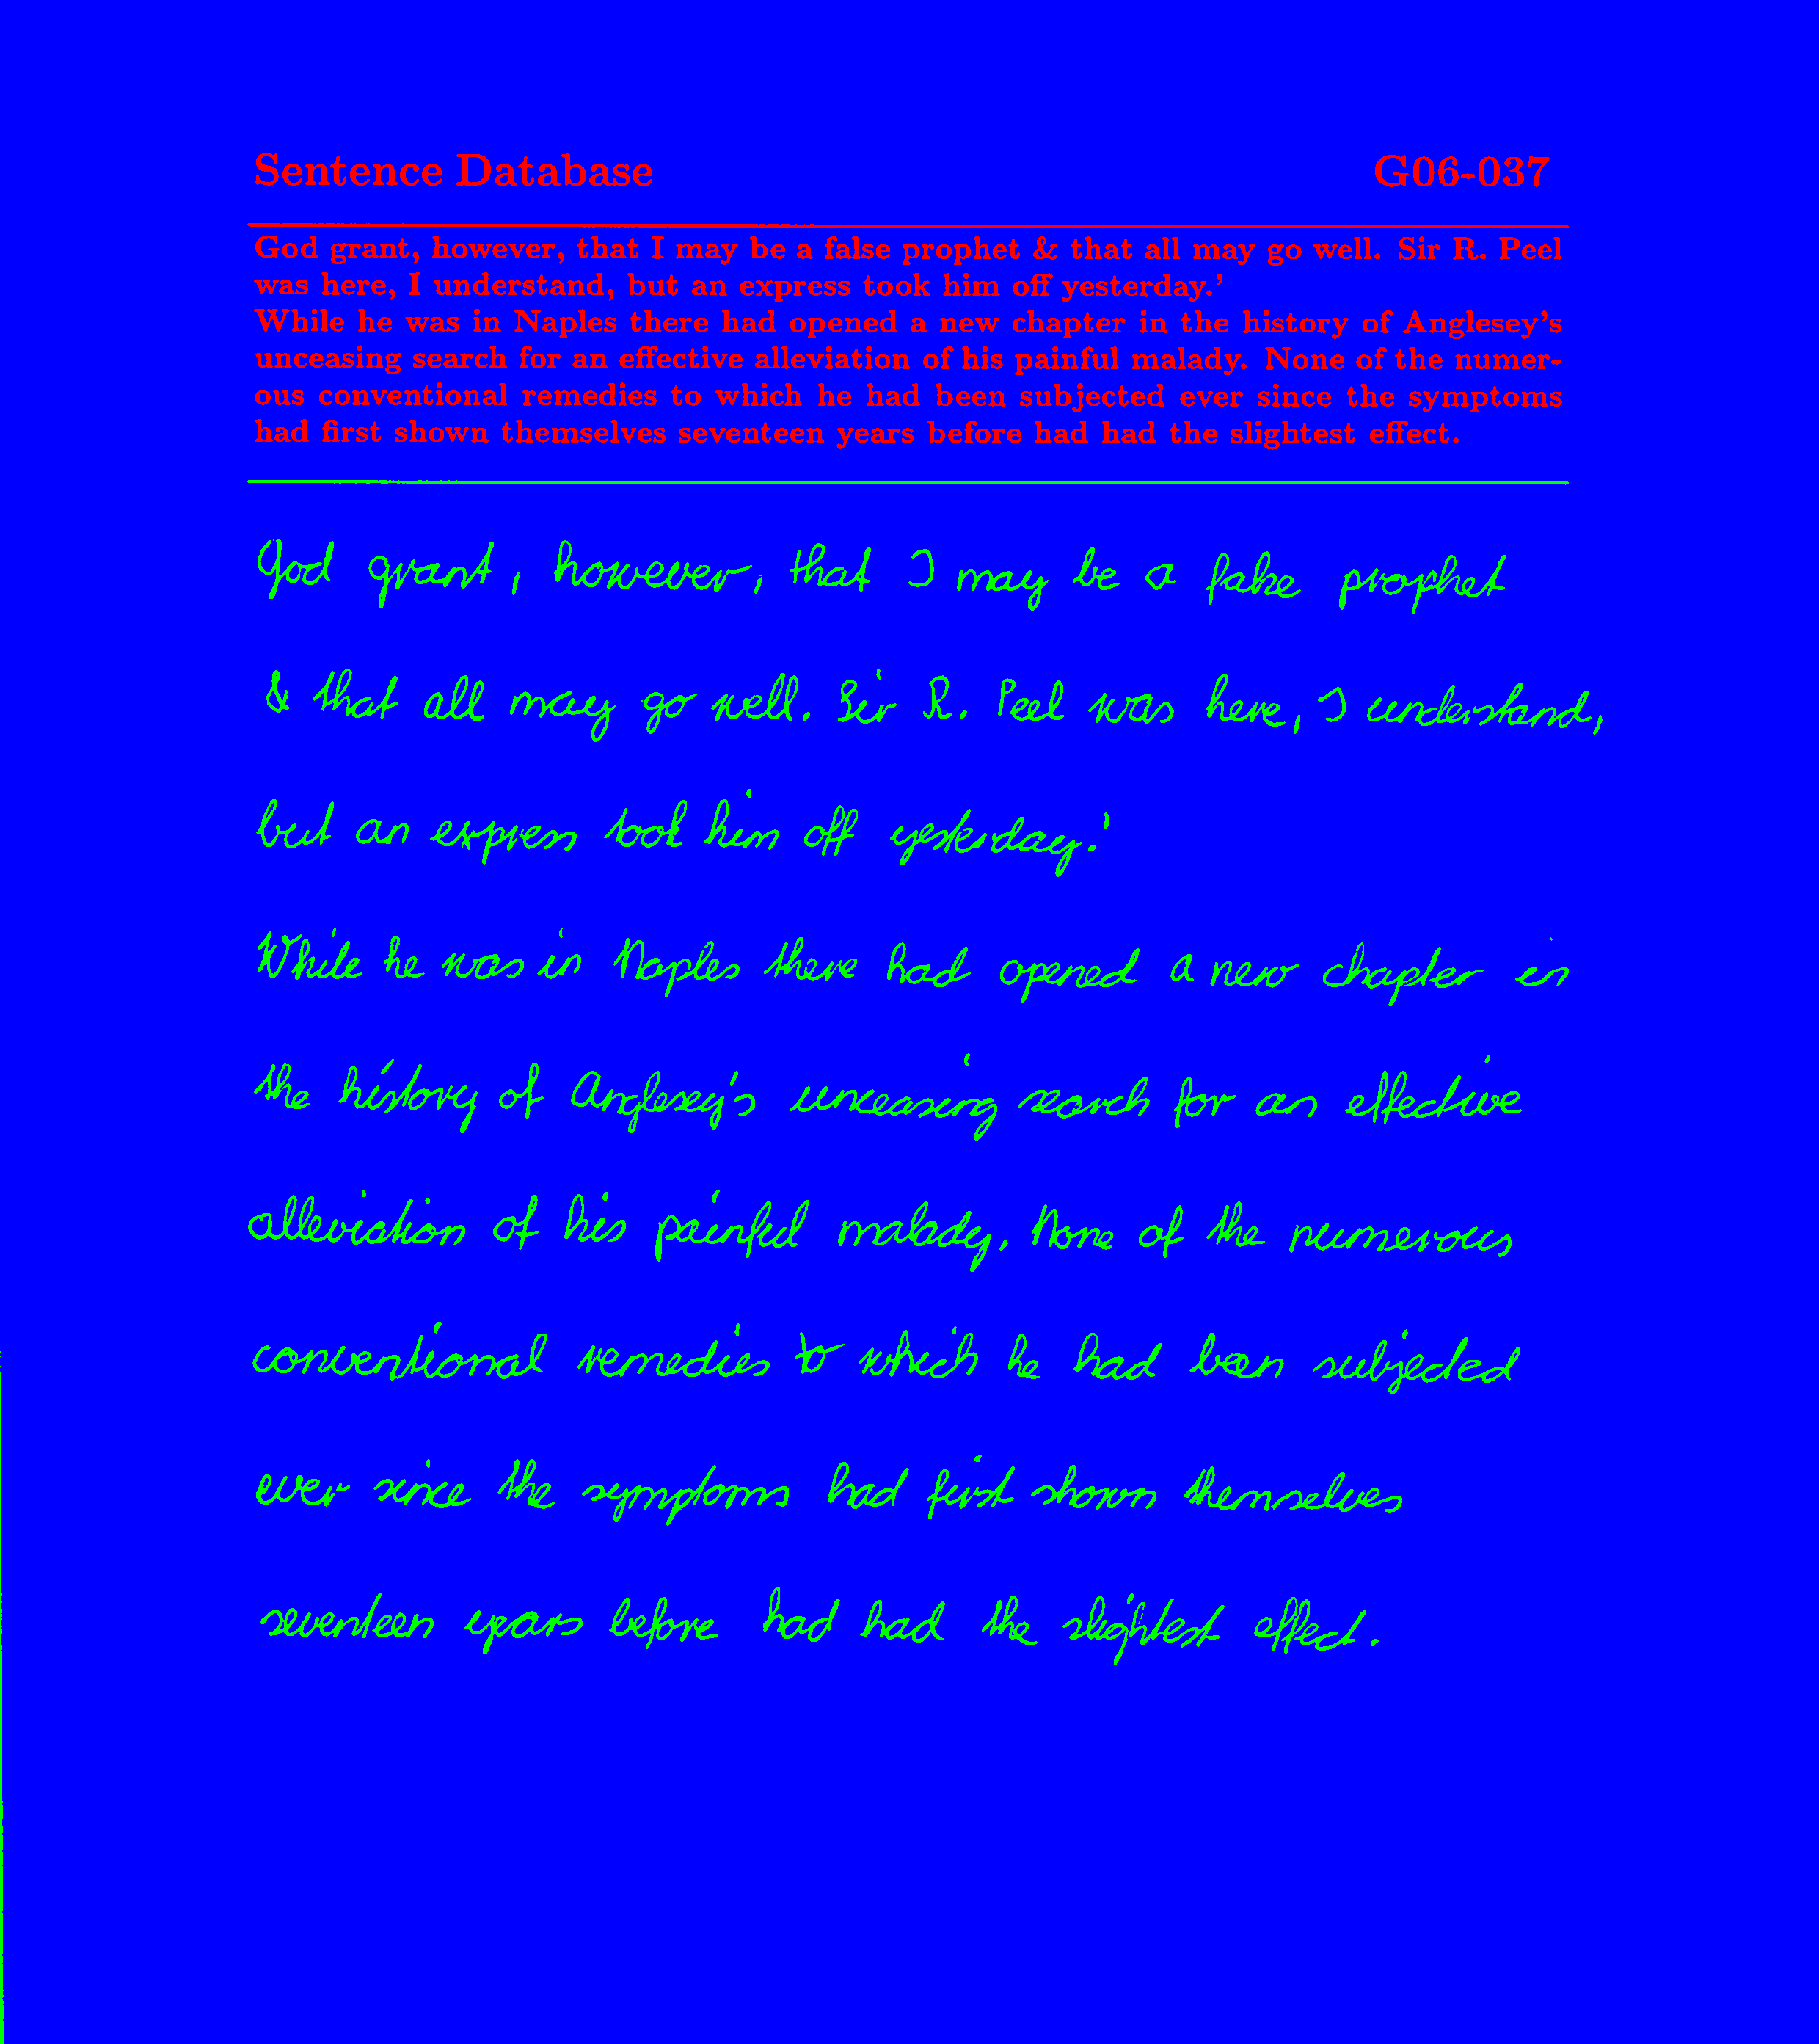 Sentence Database G06-037
God grant, however, that I may be a false prophet & that all may go well. Sir R. Peel
was here, I understand, but an express took him off yesterday.’
While he was in Naples there had opened a new chapter in the history of Anglesey’s
unceasing search for an effective alleviation of his painful malady. None of the numer-
ous conventional remedies to which he had been subjected ever since the symptoms
had first shown themselves seventeen years before had had the slightest effect.
God grant, however, that I may be a false prophet
& that all may go well. Sir R. Peel was here, I understand,
but an express took him off yesterday.'
While he was in Naples there had opened a new chapter in
the history of Anglesey's unceasing search for an effective
alleviation of his painful malady. None of the numerous
conventional remedies to which he had been subjected
ever since the symptoms had first shown themselves
seventeen years before had had the slightest effect.